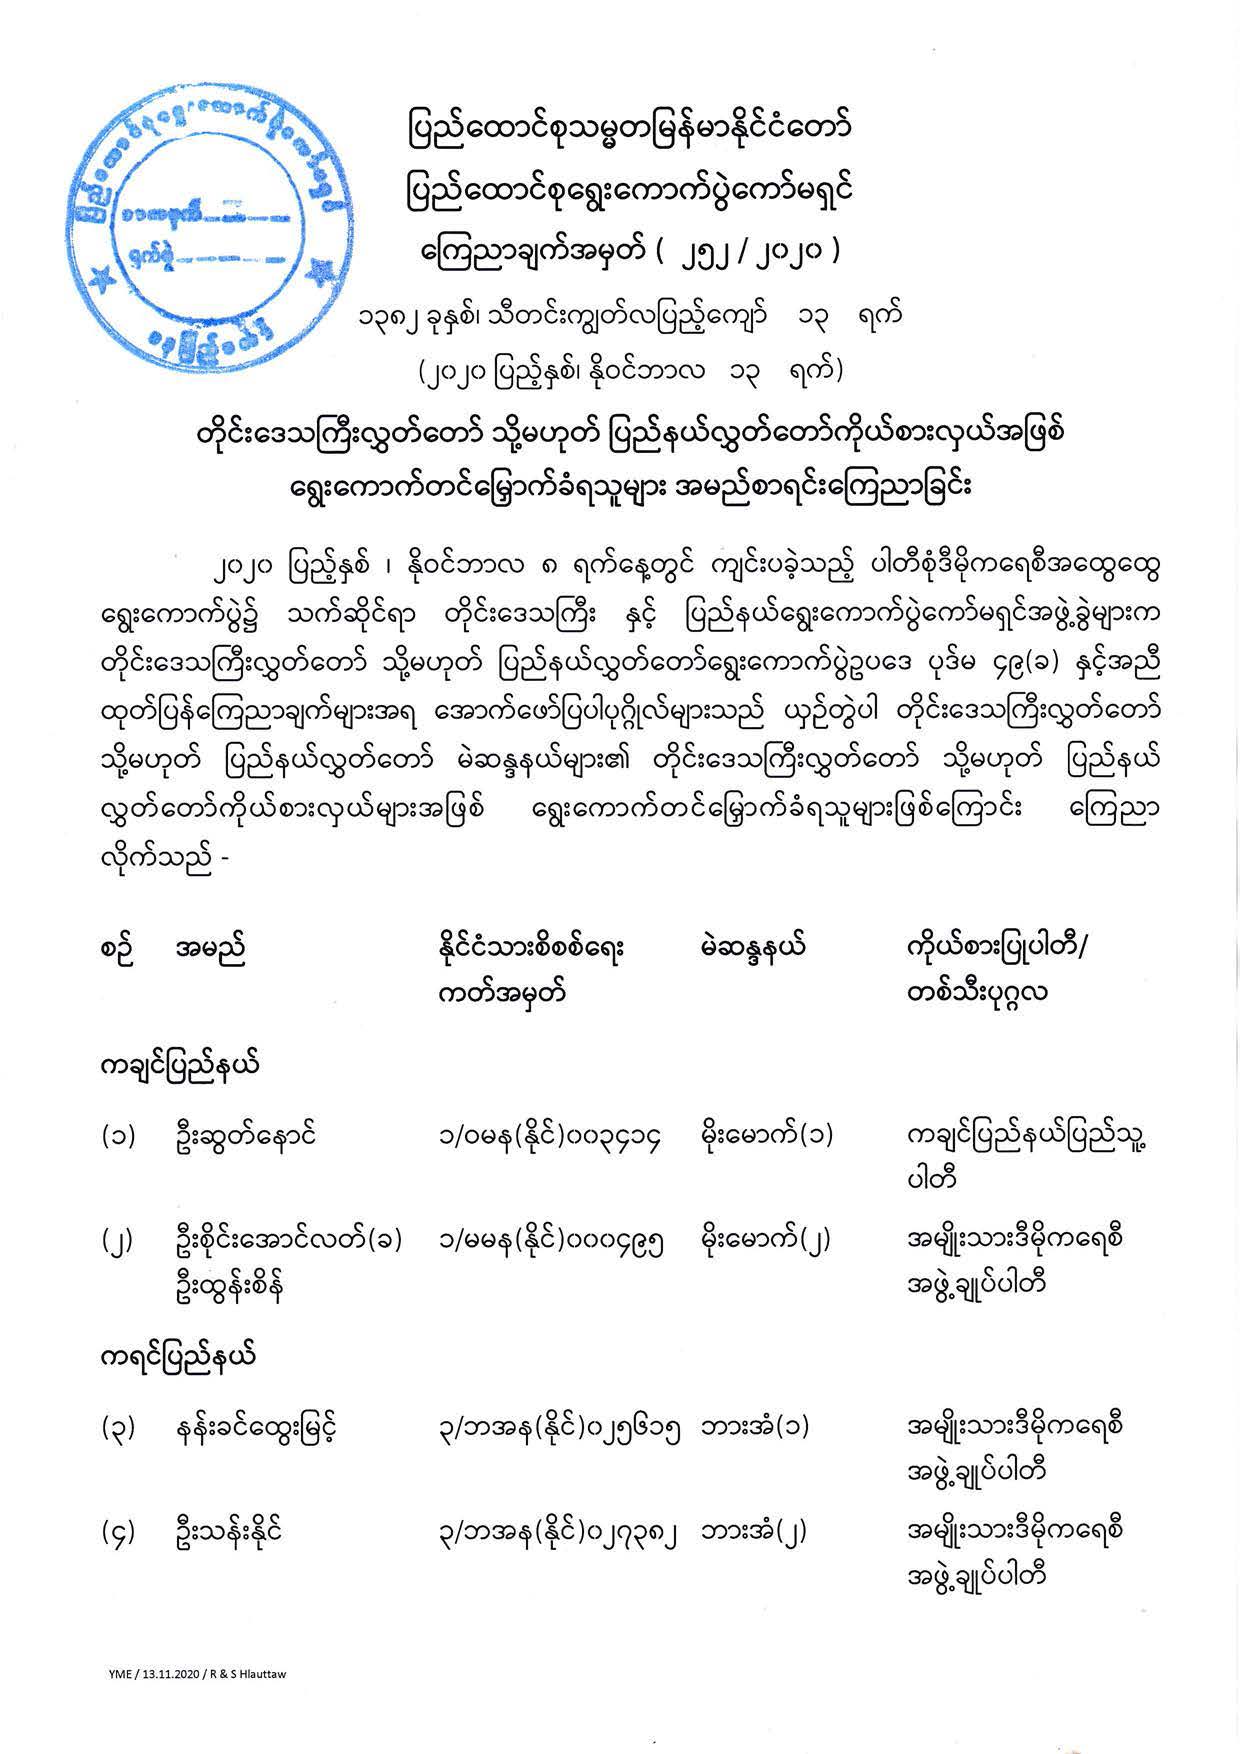 ပြည်ထောင်စုသမ္မတမြန်မာနိုင်ငံတော်
ပြည်ထောင်စုရွေးကောက်ပွဲကော်မရှင်
ကြေညာချက်အမှတ် ( ၂၅၂ / ၂၀၂၀ )
၁၃၈၂ ခုနှစ်၊ သီတင်းကျွတ်လပြည့်ကျော် ၁၃ ရက်
(၂၀၂၀ ပြည့်နှစ်၊ နိုဝင်ဘာလ ၁၃ ရက်)
ပြည်ထောင်စုရွေးကောက်ပွဲကော်မရှင်
စာအမှတ်
ရက်စွဲ
နေပြည်တော်
တိုင်းဒေသကြီးလွှတ်တော် သို့မဟုတ် ပြည်နယ်လွှတ်တော်ကိုယ်စားလှယ်အဖြစ်
ရွေးကောက်တင်မြှောက်ခံရသူများ အမည်စာရင်းကြေညာခြင်း
၂၀၂၀ ပြည့်နှစ် ၊ နိုဝင်ဘာလ ၈ ရက်နေ့တွင် ကျင်းပခဲ့သည့် ပါတီစုံဒီမိုကရေစီအထွေထွေ
ရွေးကောက်ပွဲ၌ သက်ဆိုင်ရာ တိုင်းဒေသကြီး နှင့် ပြည်နယ်ရွေးကောက်ပွဲကော်မရှင်အဖွဲ့ခွဲများက
တိုင်းဒေသကြီးလွှတ်တော် သို့မဟုတ် ပြည်နယ်လွှတ်တော်ရွေးကောက်ပွဲဥပဒေ ပုဒ်မ ၄၉(ခ) နှင့်အညီ
ထုတ်ပြန်ကြေညာချက်များအရ အောက်ဖော်ပြပါပုဂ္ဂိုလ်များသည် ယှဉ်တွဲပါ တိုင်းဒေသကြီးလွှတ်တော်
သို့မဟုတ် ပြည်နယ်လွှတ်တော် မဲဆန္ဒနယ်များ၏ တိုင်းဒေသကြီးလွှတ်တော် သို့မဟုတ် ပြည်နယ်
လွှတ်တော်ကိုယ်စားလှယ်များအဖြစ် ရွေးကောက်တင်မြှောက်ခံရသူများဖြစ်ကြောင်း ကြေညာ
လိုက်သည် -
စဉ် အမည် နိုင်ငံသားစိစစ်ရေး မဲဆန္ဒနယ် ကိုယ်စားပြုပါတီ/
ကတ်အမှတ် တစ်သီးပုဂ္ဂလ
ကချင်ပြည်နယ်
(၁) ဦးဆွတ်နောင် ၁/ဝမန(နိုင်)၀၀၃၄၁၄ မိုးမောက်(၁) ကချင်ပြည်နယ်ပြည်သူ့
ပါတီ
(၂) ဦးစိုင်းအောင်လတ်(ခ) ၁/မမန(နိုင်)၀၀၀၄၉၅ မိုးမောက်(၂) အမျိုးသားဒီမိုကရေစီ
ဦးထွန်းစိန် အဖွဲ့ချုပ်ပါတီ
ကရင်ပြည်နယ်
(၃) နန်းခင်ထွေးမြင့် ၃/ဘအန(နိုင်)၀၂၅၆၁၅ ဘားအံ(၁) အမျိုးသားဒီမိုကရေစီ
အဖွဲ့ချုပ်ပါတီ
(၄) ဦးသန်းနိုင် ၃/ဘအန(နိုင်)၀၂၇၃၈၂ ဘားအံ(၂) အမျိုးသားဒီမိုကရေစီ
အဖွဲ့ချုပ်ပါတီ
YME / 13.11.2020 / R & S Hlauttaw